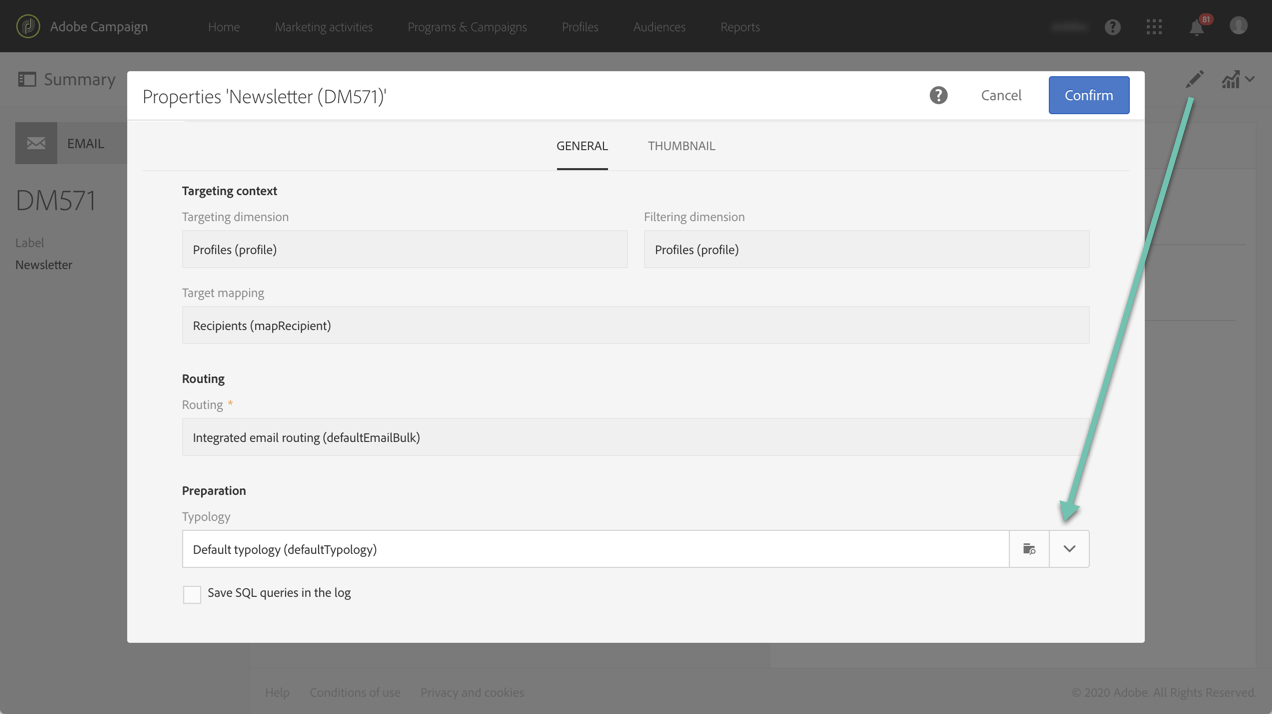 Adobe Campaign
Home Marketing activities Programs & Campaigns Profiles Audiences Reports
? 81
Summary
Properties 'Newsletter (DM571)'
? Cancel Confirm
EMAIL
GENERAL THUMBNAIL
DM571
Label
Newsletter
Targeting context
Targeting dimension Filtering dimension
Profiles (profile) Profiles (profile)
Target mapping
Recipients (mapRecipient)
Routing
Routing *
Integrated email routing (defaultEmailBulk)
Preparation
Typology
Default typology (defaultTypology)
Save SQL queries in the log
Help Conditions of use Privacy and cookies © 2020 Adobe. All Rights Reserved.